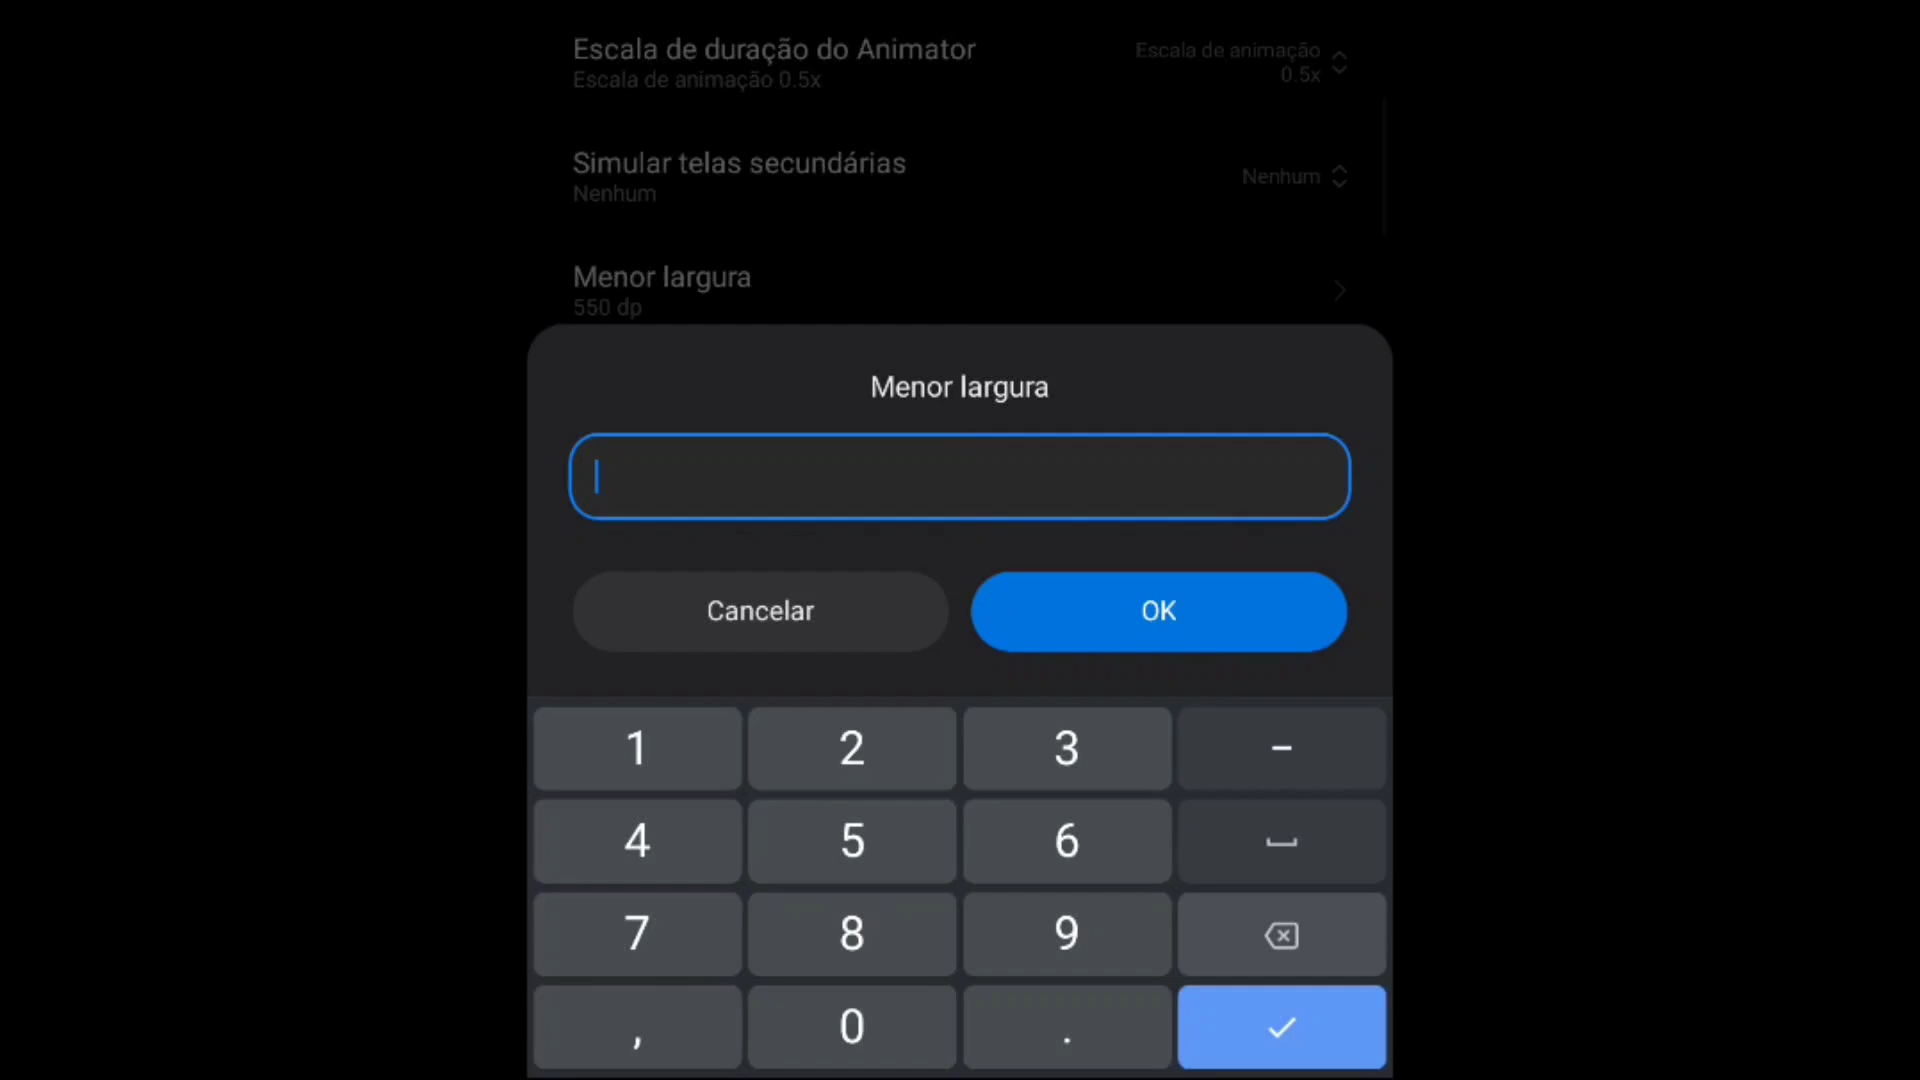 Escala de duração do Animator
Escala de animação 0.5x
Escala de animação
0.5x
Simular telas secundárias
Nenhum
Nenhum
Menor largura
550 dp
Menor largura
Cancelar
OK
1 2 3 –
4 5 6
7 8 9
, 0 .